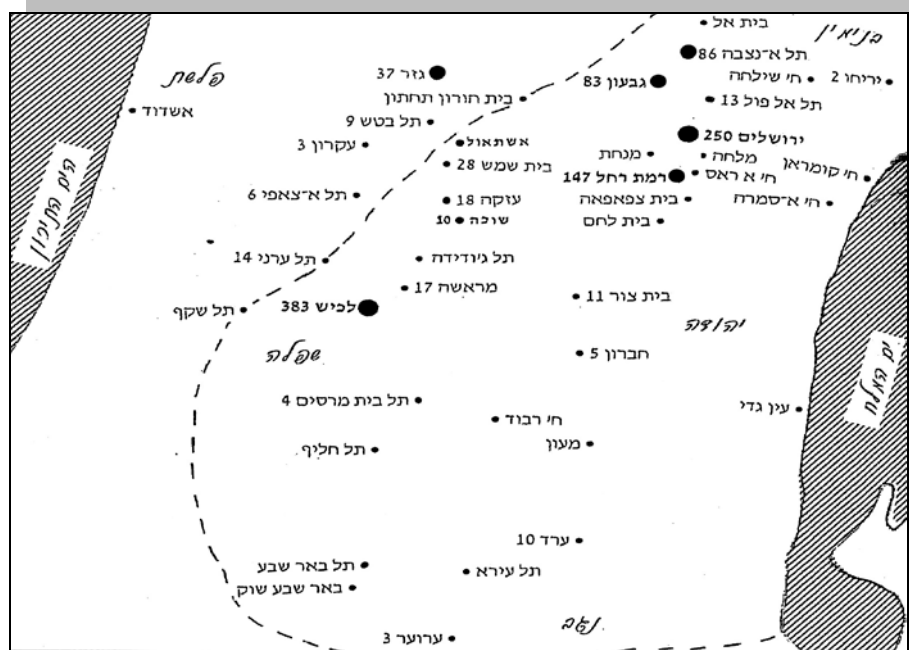 בית אל
בנימין
תל א־נצבה 86
פלשת
גזר 37
גבעון 83
חי שילחה
יריחו 2
אשדוד
בית חורון תחתון
תל אל פול 13
תל בטש 9
ירושלים 250
עקרון 3
אשתאול
מנחת
מלחה
בית שמש 28
חי קומראן
רמת רחל 147
חי א ראס
תל א־צאפי 6
עזקה 18
בית צפאפאה
חי א־סמרה
שוכה 10
בית לחם
הים התיכון
תל ערני 14
תל ג׳ודידה
מראשה 17
בית צור 11
תל שקף
לכיש 383
יהודה
שפלה
חברון 5
ים המלח
תל בית מרסים 4
עין גדי
חי רבוד
תל חליף
מעון
ערד 10
תל באר שבע
תל עירא
באר שבע שוק
נגב
ערוער 3